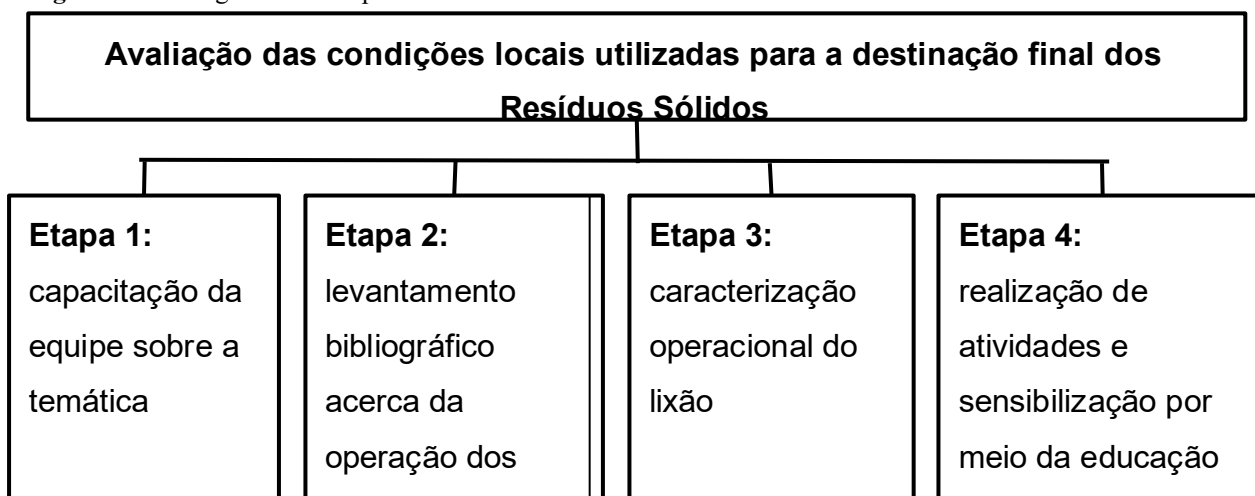 Avaliação das condições locais utilizadas para a destinação final dos
Resíduos Sólidos
Etapa 1:
capacitação da
equipe sobre a
temática
Etapa 2:
levantamento
bibliográfico
acerca da
operação dos
Etapa 3:
caracterização
operacional do
lixão
Etapa 4:
realização de
atividades e
sensibilização por
meio da educação